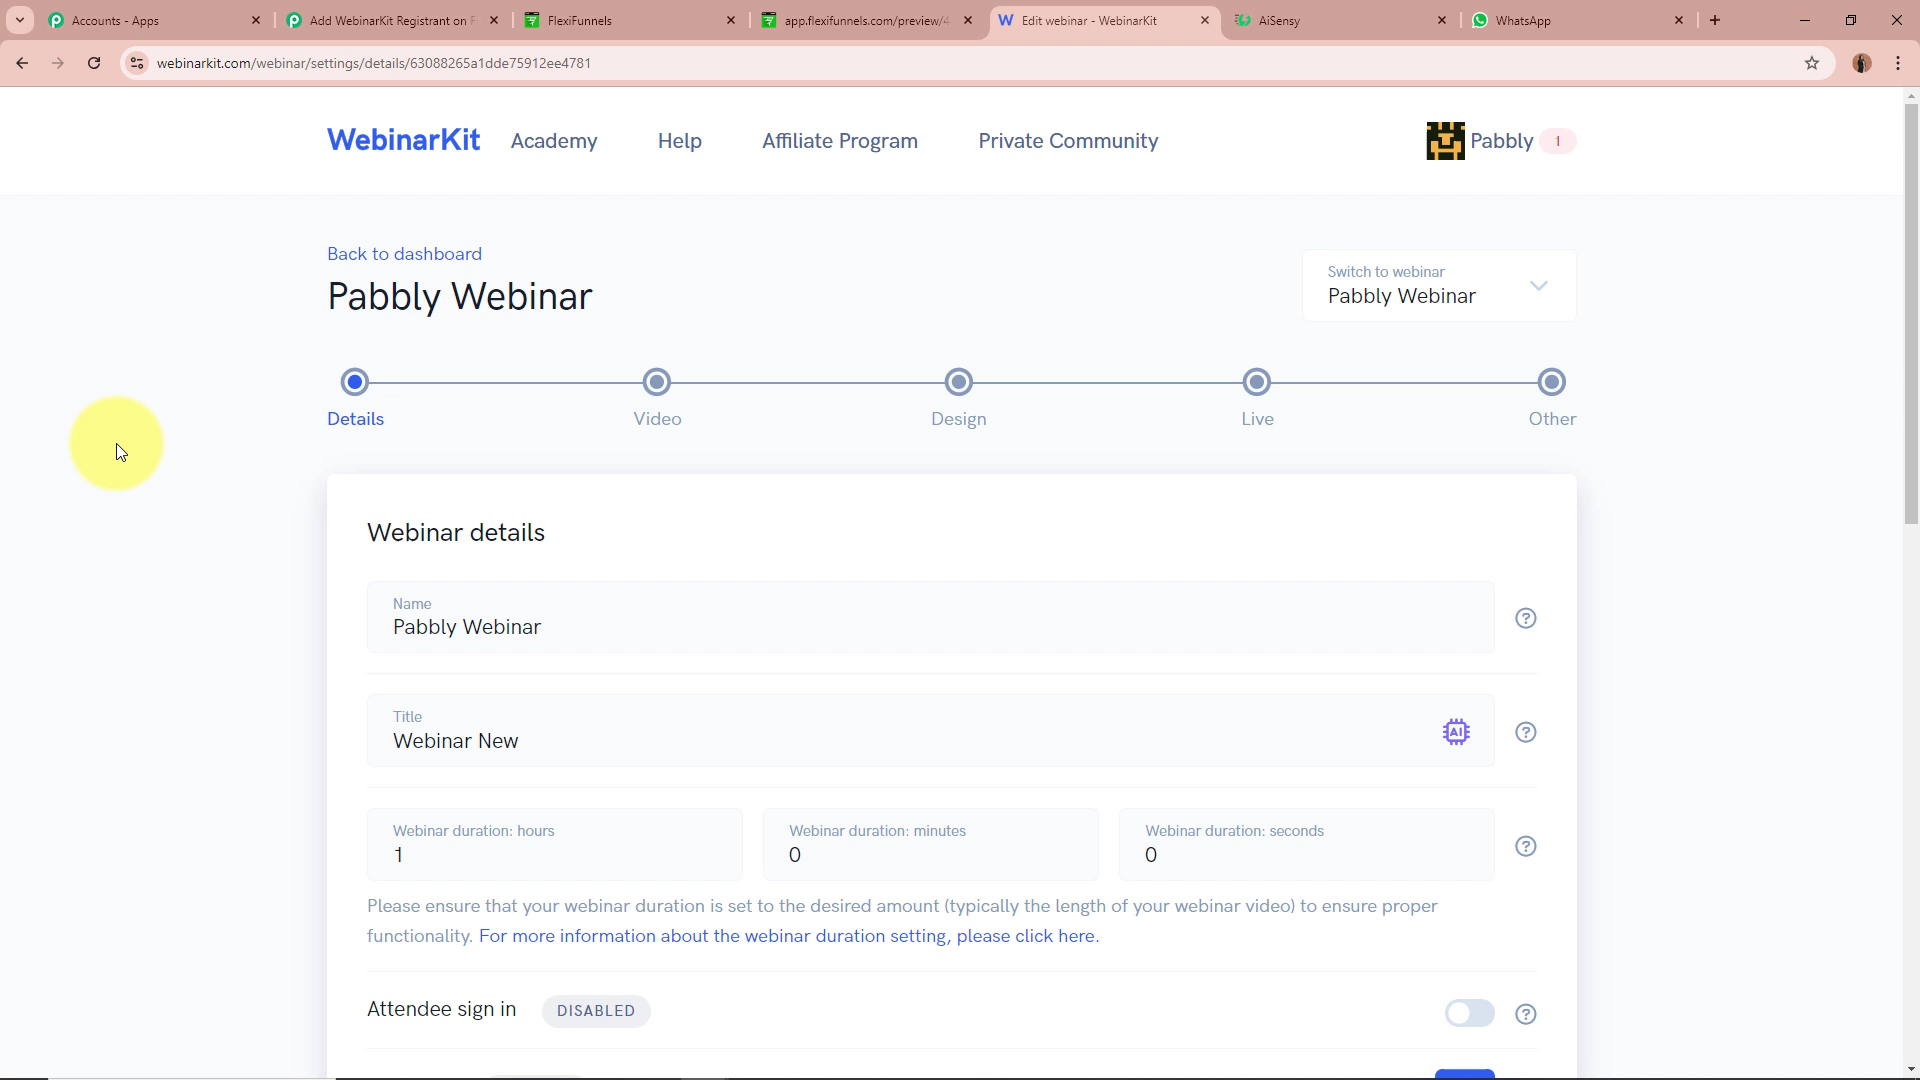 Accounts - Apps
Add WebinarKit Registrant on F
FlexiFunnels
app.flexifunnels.com/preview/4
Edit webinar - WebinarKit
AiSensy
WhatsApp
webinarkit.com/webinar/settings/details/63088265a1dde75912ee4781
WebinarKit
Academy
Help
Affiliate Program
Private Community
Pabbly
1
Back to dashboard
Pabbly Webinar
Switch to webinar
Pabbly Webinar
Details
Video
Design
Live
Other
Webinar details
Name
Pabbly Webinar
Title
Webinar New
AI
Webinar duration: hours
1
Webinar duration: minutes
0
Webinar duration: seconds
0
Please ensure that your webinar duration is set to the desired amount (typically the length of your webinar video) to ensure proper
functionality. For more information about the webinar duration setting, please click here.
Attendee sign in
DISABLED